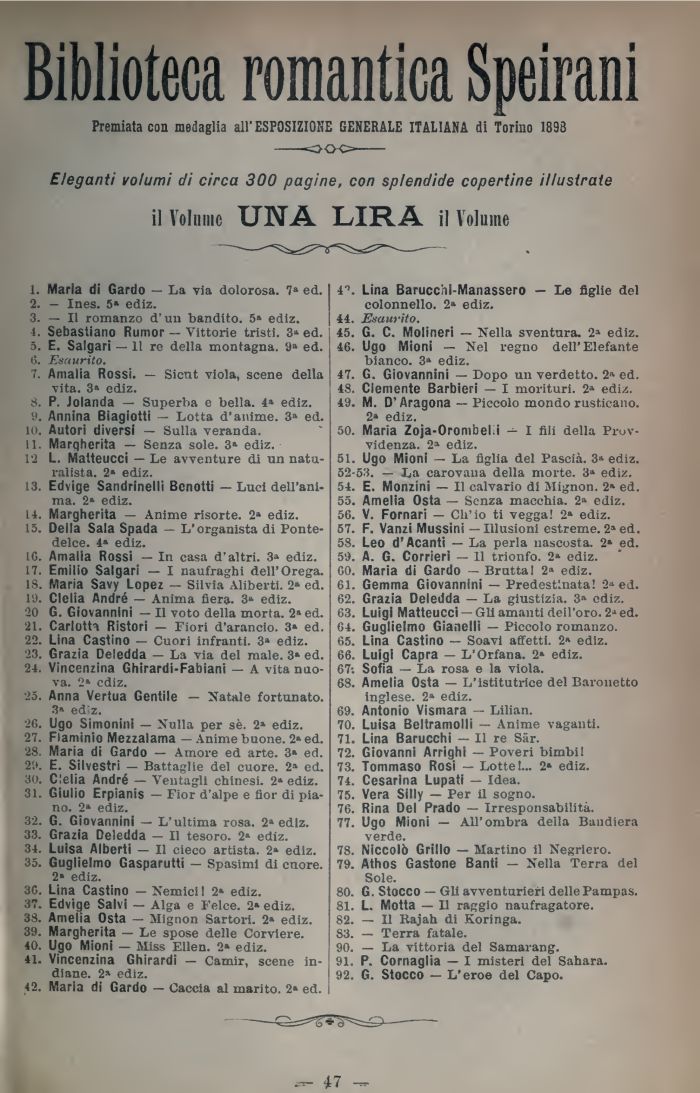 Biblioteca romantica Speirani
Premiata con medaglia all'ESPOSIZIONE GENERALE ITALIANA di Torino 1898
Eleganti volumi di circa 300 pagine, con splendide copertine illustrate
il Volume UNA LIRA il Volume
1. Maria di Gardo — La via dolorosa. 7ª ed.
2. — Ines. 5ª ediz.
3. — Il romanzo d'un bandito. 5ª ediz.
4. Sebastiano Rumor — Vittorie tristi. 3ª ed.
5. E. Salgari — Il re della montagna. 9ª ed.
6. Esaurito.
7. Amalia Rossi. — Sicut viola, scene della
vita. 3ª ediz.
8. P. Jolanda — Superba e bella. 4ª ediz.
9. Annina Biagiotti — Lotta d'anime. 3ª ed.
10. Autori diversi — Sulla veranda.
11. Margherita — Senza sole. 3ª ediz.
12 L. Matteucci — Le avventure di un natu-
ralista. 2ª ediz.
13. Edvige Sandrinelli Benotti — Luci dell'ani-
ma. 2ª ediz.
14. Margherita — Anime risorte. 2ª ediz.
15. Della Sala Spada — L'organista di Ponte-
delce. 4ª ediz.
16. Amalia Rossi — In casa d'altri. 3ª ediz.
17. Emilio Salgari — I naufraghi dell'Orega.
18. Maria Savy Lopez — Silvia Aliberti. 2ª ed.
19. Clelia André — Anima fiera. 3ª ediz.
20 G. Giovannini — Il voto della morta. 2ª ed.
21. Carlotta Ristori — Fiori d'arancio. 3ª ed.
22. Lina Castino — Cuori infranti. 3ª ediz.
23. Grazia Deledda — La via del male. 3ª ed.
24. Vincenzina Ghirardi-Fabiani — A vita nuo-
va. 2ª ediz.
25. Anna Vertua Gentile — Natale fortunato.
3ª ediz.
26. Ugo Simonini — Nulla per sè. 2ª ediz.
27. Flaminio Mezzalama — Anime buone. 2ª ed.
28. Maria di Gardo — Amore ed arte. 3ª ed.
29. E. Silvestri — Battaglie del cuore. 2ª ed.
30. Clelia André — Ventagli chinesi. 2ª ediz.
31. Giulio Erpianis — Fior d'alpe e fior di pia-
no. 2ª ediz.
32. G. Giovannini — L'ultima rosa. 2ª ediz.
33. Grazia Deledda — Il tesoro. 2ª ediz.
34. Luisa Alberti — Il cieco artista. 2ª ediz.
35. Guglielmo Gasparutti — Spasimi di cuore.
2ª ediz.
36. Lina Castino — Nemici! 2ª ediz.
37. Edvige Salvi — Alga e Felce. 2ª ediz.
38. Amelia Osta — Mignon Sartori. 2ª ediz.
39. Margherita — Le spose delle Corviere.
40. Ugo Mioni — Miss Ellen. 2ª ediz.
41. Vincenzina Ghirardi — Camir, scene in-
diane. 2ª ediz.
42. Maria di Gardo — Caccia al marito. 2ª ed.
Lina Barucchi-Manassero — Le figlie del
colonnello. 2ª ediz.
44. Esaurito.
45. G. C. Molineri — Nella sventura. 2ª ediz.
46. Ugo Mioni — Nel regno dell'Elefante
bianco. 3ª ediz.
47. G. Giovannini — Dopo un verdetto. 2ª ed.
48. Clemente Barbieri — I morituri. 2ª ediz.
49. M. D'Aragona — Piccolo mondo rusticano.
2ª ediz.
50. Maria Zoja-Orombelli — I fili della Prov-
videnza. 2ª ediz.
51. Ugo Mioni — La figlia del Pascià. 3ª ediz.
52-53. — La carovana della morte. 3ª ediz.
54. E. Monzini — Il calvario di Mignon. 2ª ed.
55. Amelia Osta — Senza macchia. 2ª ediz.
56. V. Fornari — Ch'io ti vegga! 2ª ediz.
57. F. Vanzi Mussini — Illusioni estreme. 2ª ed.
58. Leo d'Acanti — La perla nascosta. 2ª ed.
59. A. G. Corrieri — Il trionfo. 2ª ediz.
60. Maria di Gardo — Brutta! 2ª ediz.
61. Gemma Giovannini — Predestinata! 2ª ed.
62. Grazia Deledda — La giustizia. 3ª ediz.
63. Luigi Matteucci — Gli amanti dell'oro. 2ª ed.
64. Guglielmo Gianelli — Piccolo romanzo.
65. Lina Castino — Soavi affetti. 2ª ediz.
66. Luigi Capra — L'Orfana. 2ª ediz.
67. Sofia — La rosa e la viola.
68. Amelia Osta — L'istitutrice del Baronetto
inglese. 2ª ediz.
69. Antonio Vismara — Lilian.
70. Luisa Beltramolli — Anime vaganti.
71. Lina Barucchi — Il re Sâr.
72. Giovanni Arrighi — Poveri bimbi!
73. Tommaso Rosi — Lotte!... 2ª ediz.
74. Cesarina Lupati — Idea.
75. Vera Silly — Per il sogno.
76. Rina Del Prado — Irresponsabilità.
77. Ugo Mioni — All'ombra della Bandiera
verde.
78. Niccolò Grillo — Martino il Negriero.
79. Athos Gastone Banti — Nella Terra del
Sole.
80. G. Stocco — Gli avventurieri delle Pampas.
81. L. Motta — Il raggio naufragatore.
82. — Il Rajah di Koringa.
83. — Terra fatale.
90. — La vittoria del Samarang.
91. P. Cornaglia — I misteri del Sahara.
92. G. Stocco — L'eroe del Capo.
— 47 —